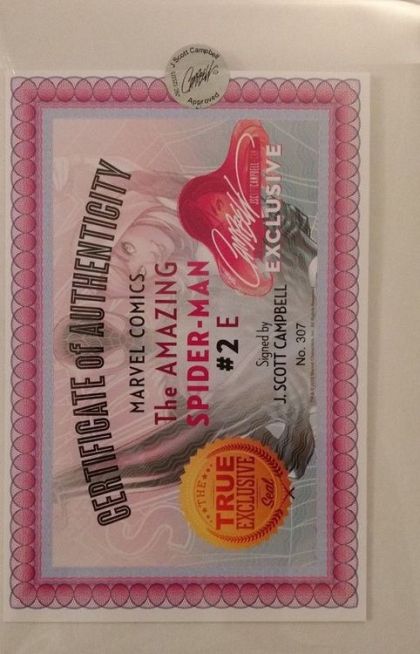 J. Scott Campbell
Approved
CERTIFICATE of AUTHENTICITY
MARVEL COMICS
The AMAZING
SPIDER-MAN
#2 E
Signed by
J. SCOTT CAMPBELL
No. 307
Campbell
EXCLUSIVE
THE
TRUE
EXCLUSIVE
Seal